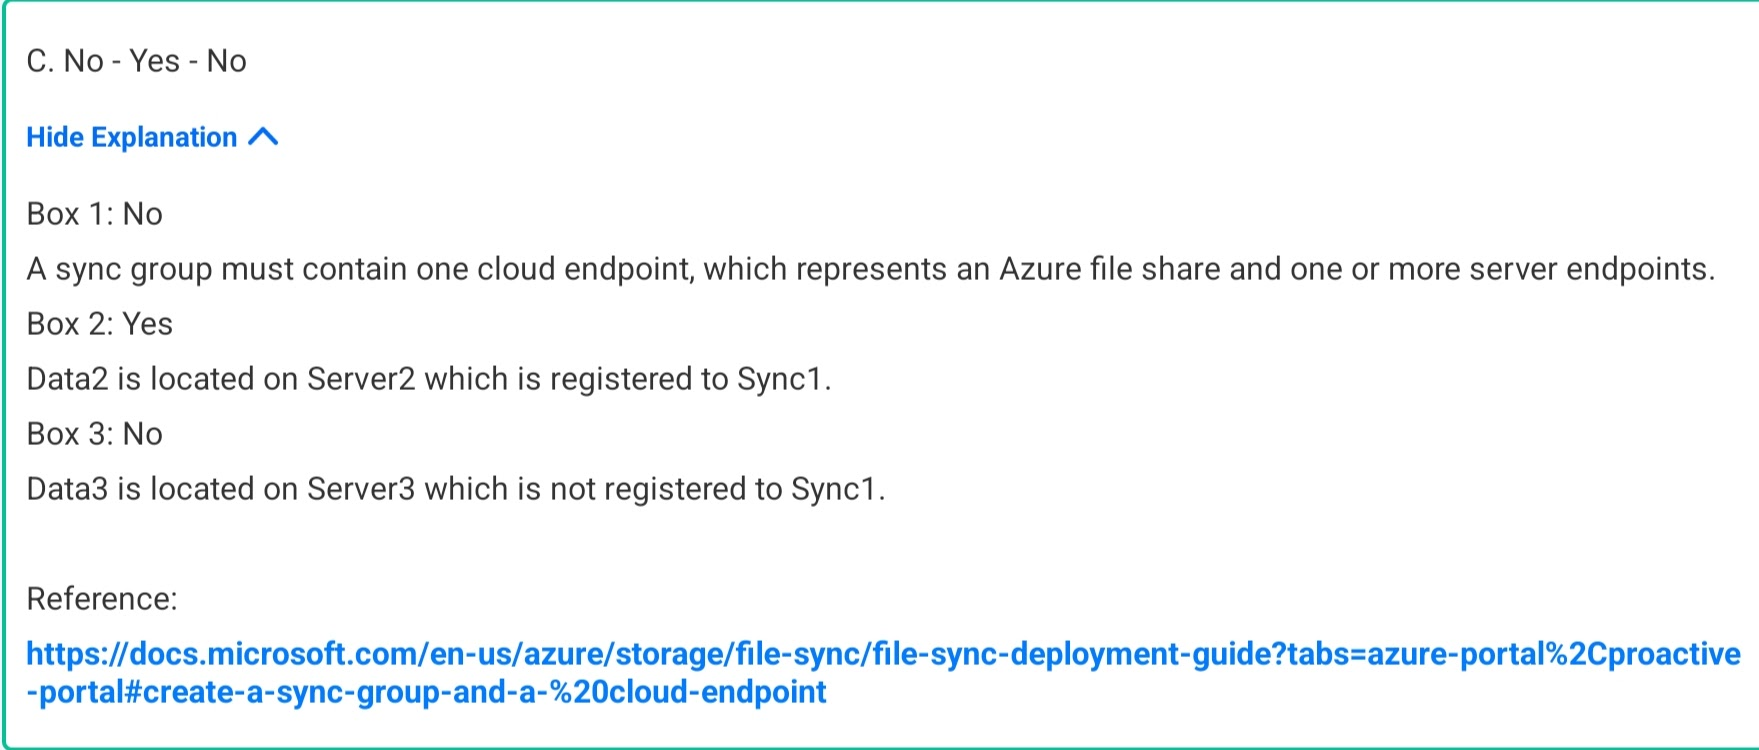 C. No - Yes - No
Hide Explanation
Box 1: No
A sync group must contain one cloud endpoint, which represents an Azure file share and one or more server endpoints.
Box 2: Yes
Data2 is located on Server2 which is registered to Sync1.
Box 3: No
Data3 is located on Server3 which is not registered to Sync1.
Reference:
https://docs.microsoft.com/en-us/azure/storage/file-sync/file-sync-deployment-guide?tabs=azure-portal%2Cproactive
-portal#create-a-sync-group-and-a-%20cloud-endpoint